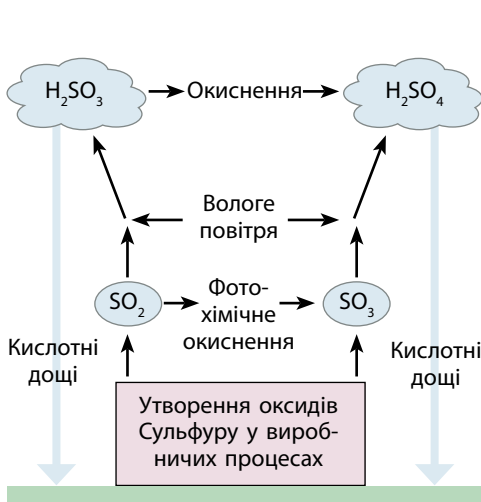 H₂SO₃ Окиснення H₂SO₄
Вологе
повітря
SO₂ Фото- SO₃
хімічне
окиснення
Кислотні
дощі
Кислотні
дощі
Утворення оксидів
Сульфуру у вироб-
ничих процесах